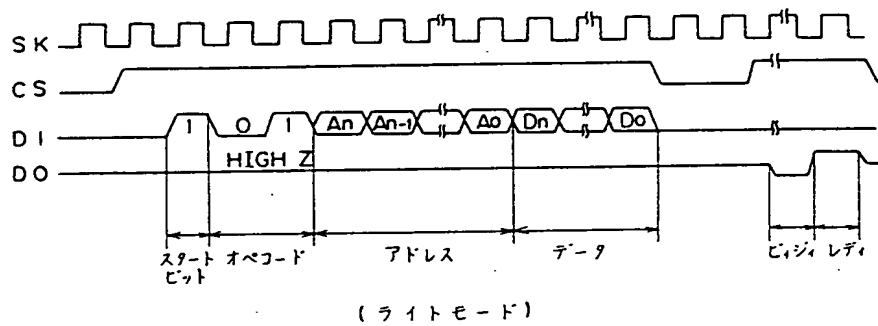 SK
CS
DI 1 0 1 An An-1 Ao Dn Do
HIGH Z
DO
スタート
ビット
オペコード
アドレス
データ
ビィジィ
レディ
(ライトモード)